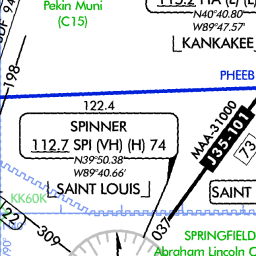 Pekin Muni
(C15)
N40°40.80
W89°47.57
KANKAKEE
198
PHEEB
122.4
SPINNER
112.7 SPI (VH) (H) 74
N39°50.38
W89°40.66'
SAINT LOUIS
MAA-31000
J35-101
73
KK60K
SAINT
309
037
SPRINGFIELD
Abraham Lincoln C